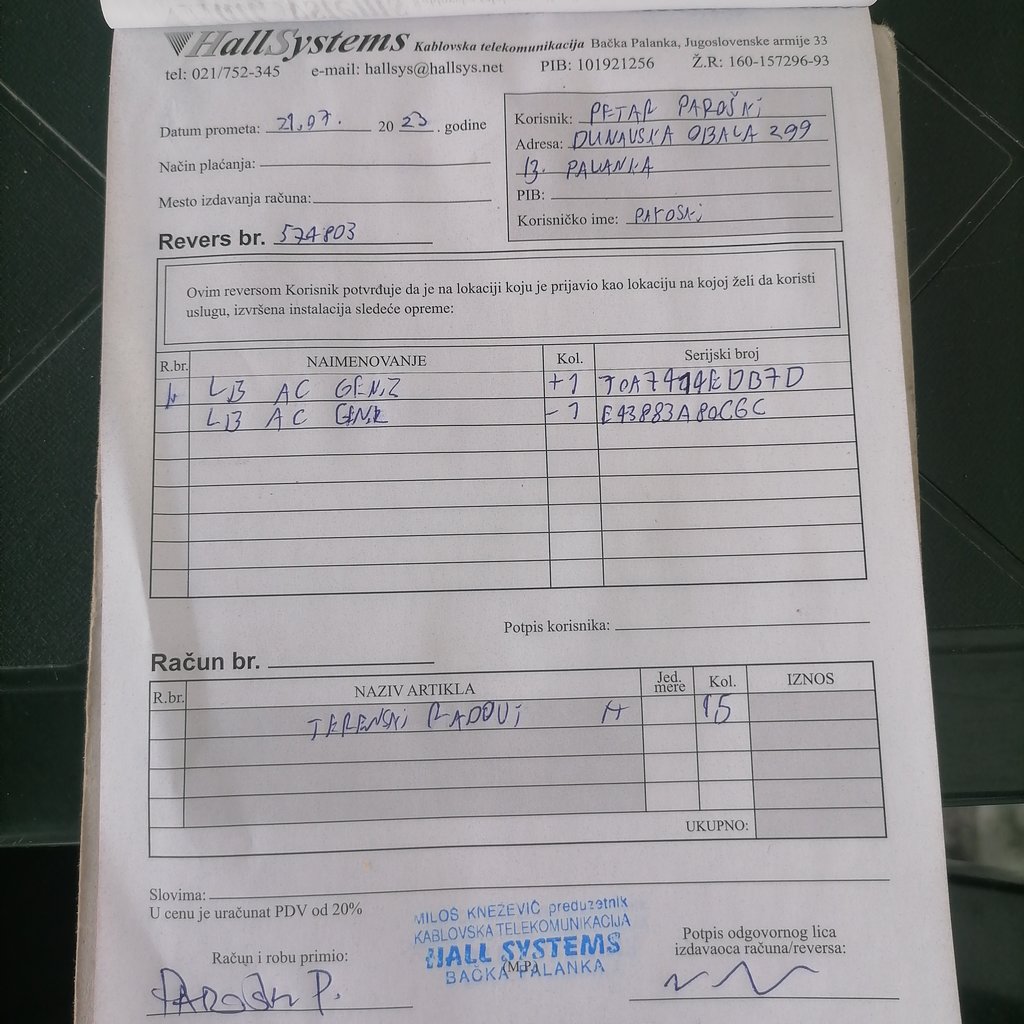 HallSystems Kablovska telekomunikacija Bačka Palanka, Jugoslovenske armije 33
tel: 021/752-345 e-mail: hallsys@hallsys.net PIB: 101921256 Ž.R: 160-157296-93
Datum prometa: 21.07. 20 23. godine
Način plaćanja:
Mesto izdavanja računa:
Korisnik: PETAR PAROŠKI
Adresa: DUNAVSKA OBALA 299
B. PALANKA
PIB:
Korisničko ime: PAROSKI
Revers br. 574803
Ovim reversom Korisnik potvrđuje da je na lokaciji koju je prijavio kao lokaciju na kojoj želi da koristi
uslugu, izvršena instalacija sledeće opreme:
R.br. NAIMENOVANJE Kol. Serijski broj
LB AC GEN2 +1
LB AC -1 E43883A80C6C
Potpis korisnika:
Račun br.
R.br. NAZIV ARTIKLA Jed. mere Kol. IZNOS
TERENSKI RADOVI A 15
UKUPNO:
Slovima:
U cenu je uračunat PDV od 20%
MILOŠ KNEŽEVIĆ preduzetnik
KABLOVSKA TELEKOMUNIKACIJA
HALL SYSTEMS
(M.P.)
BAČKA PALANKA
Račun i robu primio:
PAROŠKI P.
Potpis odgovornog lica
izdavaoca računa/reversa: